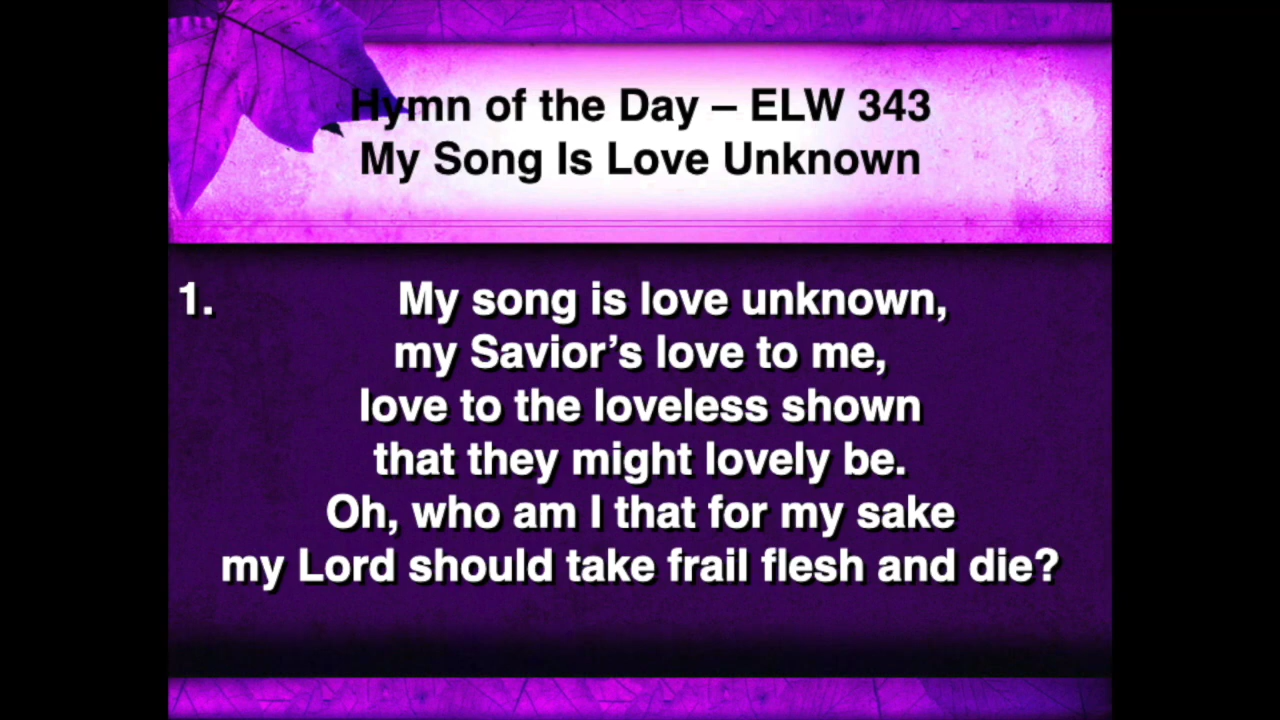 Hymn of the Day – ELW 343
My Song Is Love Unknown
1. My song is love unknown,
my Savior’s love to me,
love to the loveless shown
that they might lovely be.
Oh, who am I that for my sake
my Lord should take frail flesh and die?